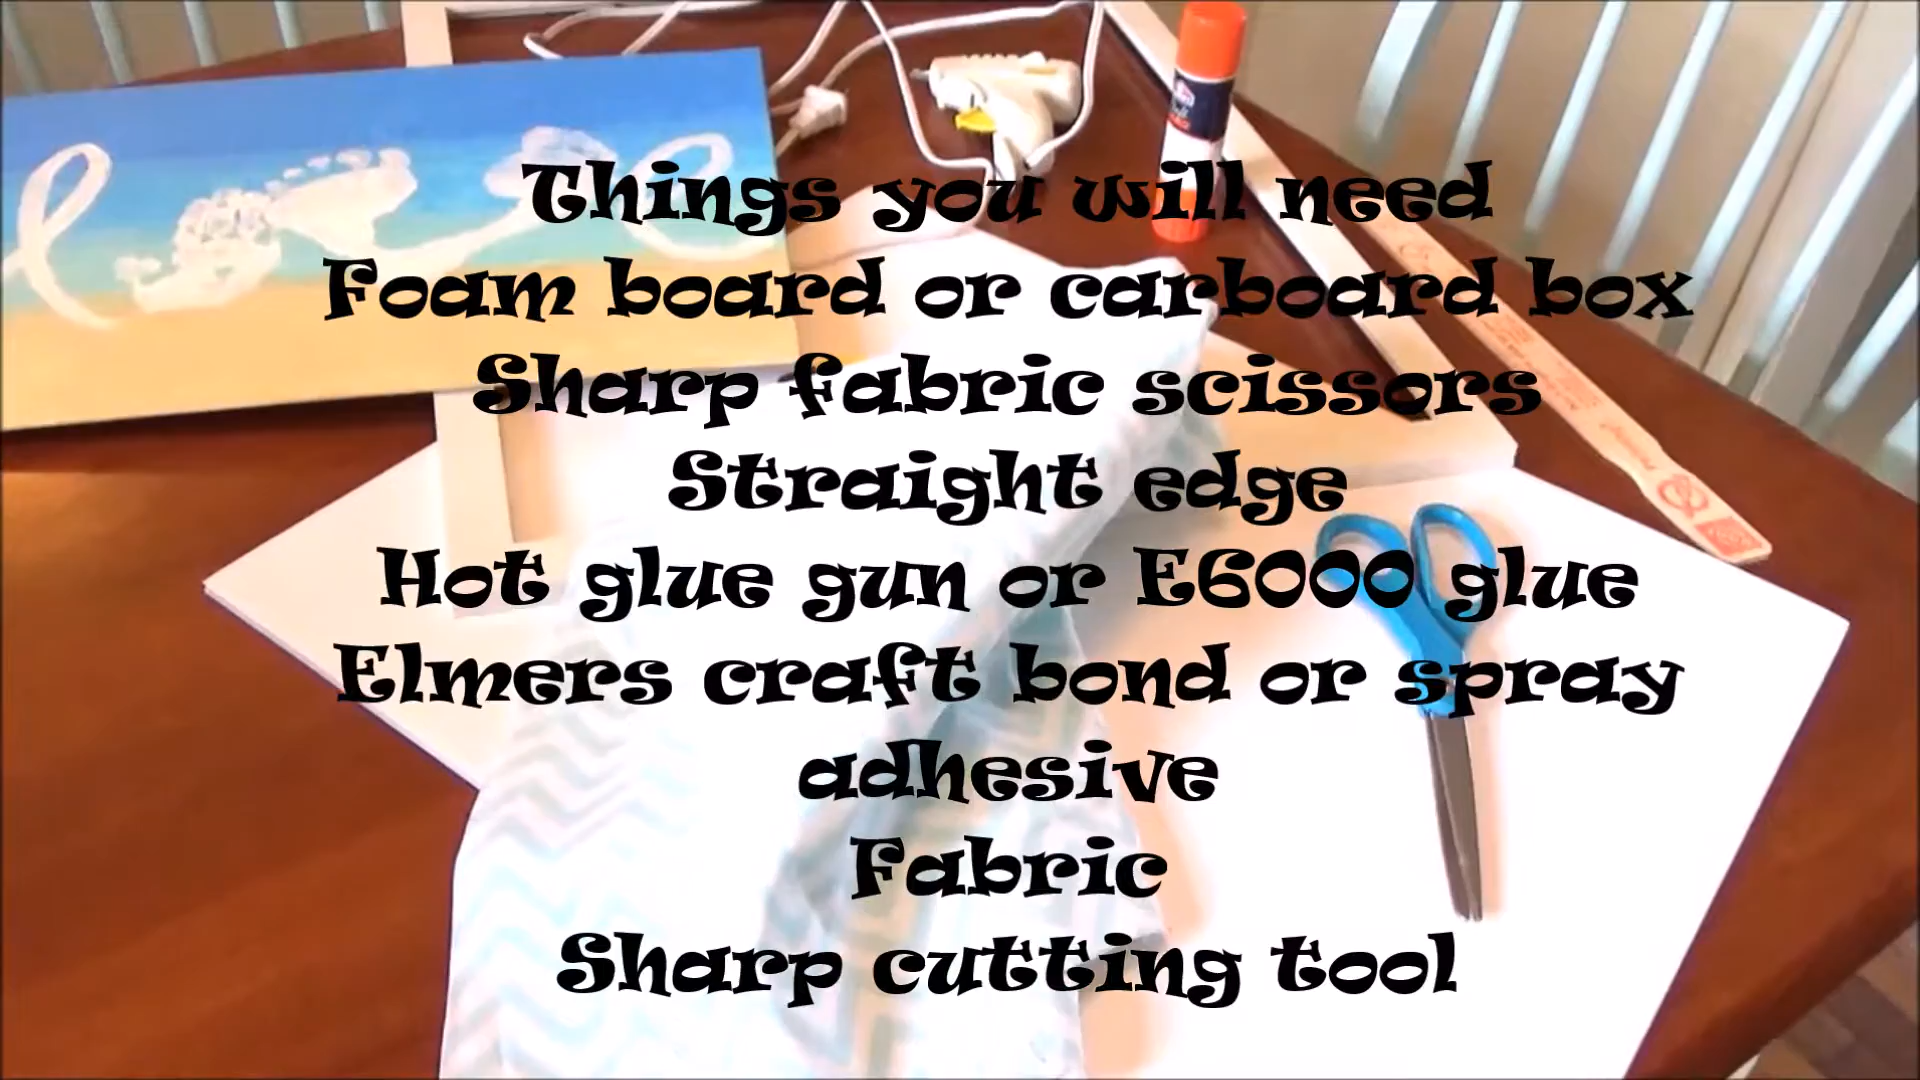 love
Things you will need
Foam board or carboard box
Sharp fabric scissors
Straight edge
Hot glue gun or E6000 glue
Elmers craft bond or spray
adhesive
Fabric
Sharp cutting tool